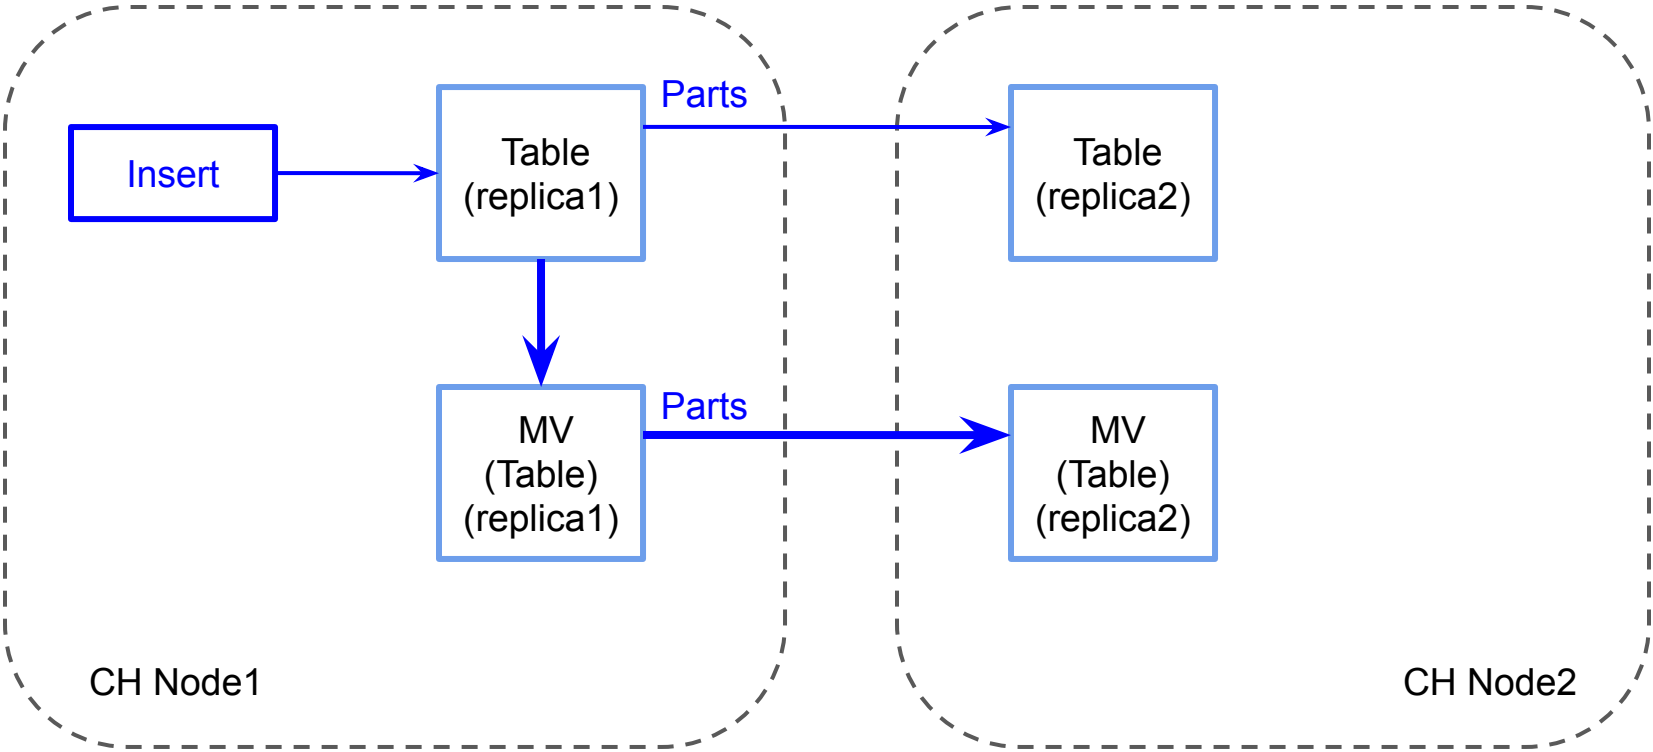 Parts
Insert
Table
(replica1)
Table
(replica2)
Parts
MV
(Table)
(replica1)
MV
(Table)
(replica2)
CH Node1
CH Node2